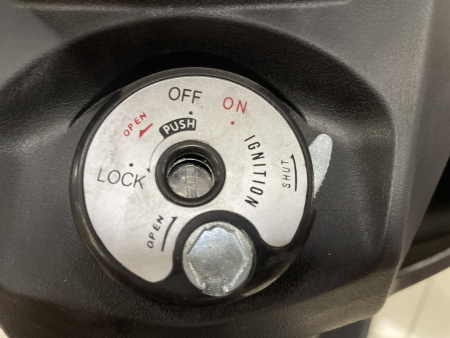 OFF
ON
OPEN
PUSH
IGNITION
SHUT
LOCK
OPEN